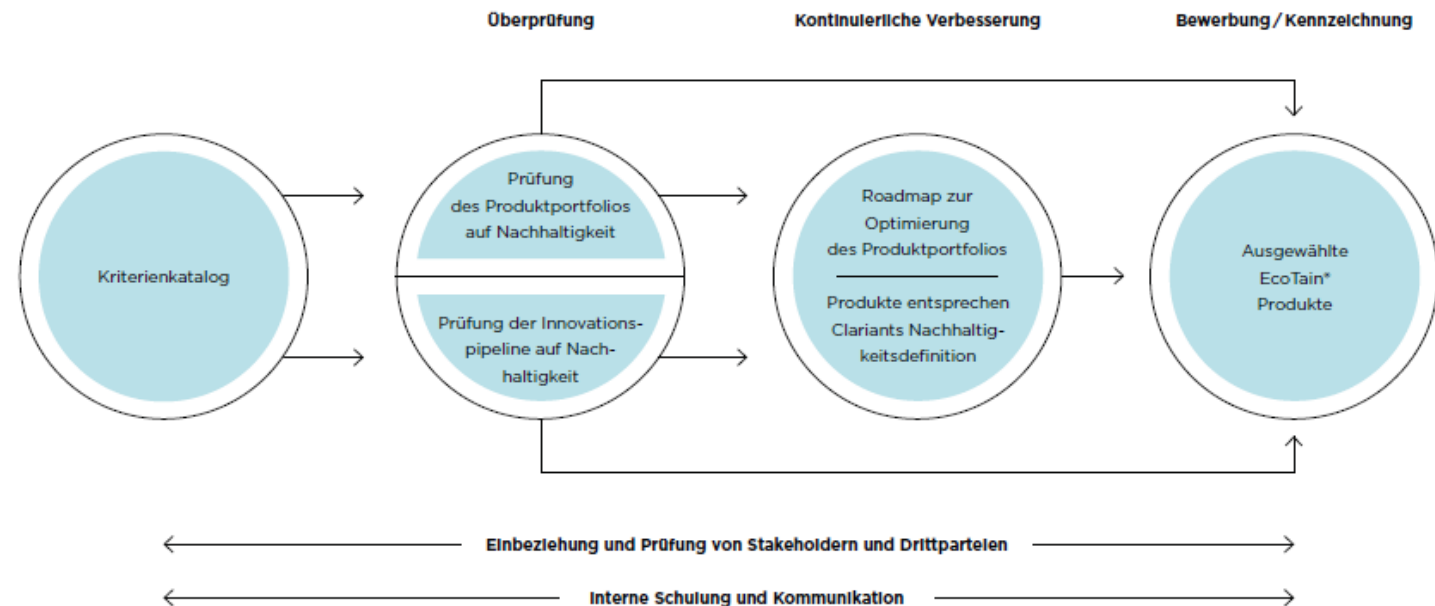 Überprüfung
Kontinuierliche Verbesserung
Bewerbung / Kennzeichnung
Kriterienkatalog
Prüfung
des Produktportfolios
auf Nachhaltigkeit
Prüfung der Innovations-
pipeline auf Nach-
haltigkeit
Roadmap zur
Optimierung
des Produktportfolios
Produkte entsprechen
Clariants Nachhaltig-
keitsdefinition
Ausgewählte
EcoTain®
Produkte
Einbeziehung und Prüfung von Stakeholdern und Drittparteien
Interne Schulung und Kommunikation